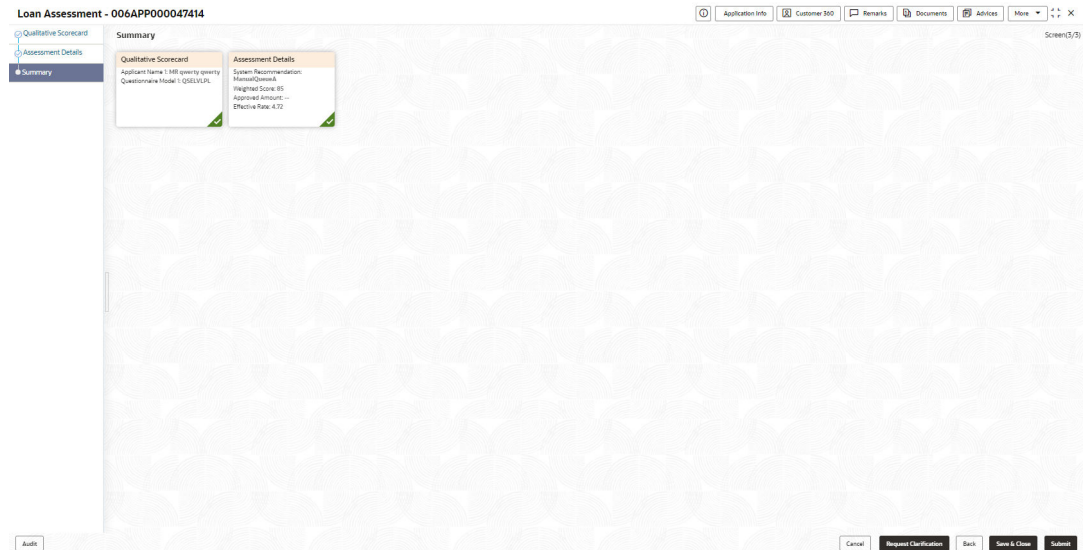 Loan Assessment - 006APP000047414
Application Info
Customer 360
Remarks
Documents
Advices
More
Qualitative Scorecard
Assessment Details
Summary
Summary
Screen(3/3)
Qualitative Scorecard
Applicant Name 1: MR qwerty qwerty
Questionnaire Model 1: QSELVLPL
Assessment Details
System Recommendation:
ManualQueueA
Weighted Score: 85
Approved Amount: --
Effective Rate: 4.72
Audit
Cancel
Request Clarification
Back
Save & Close
Submit